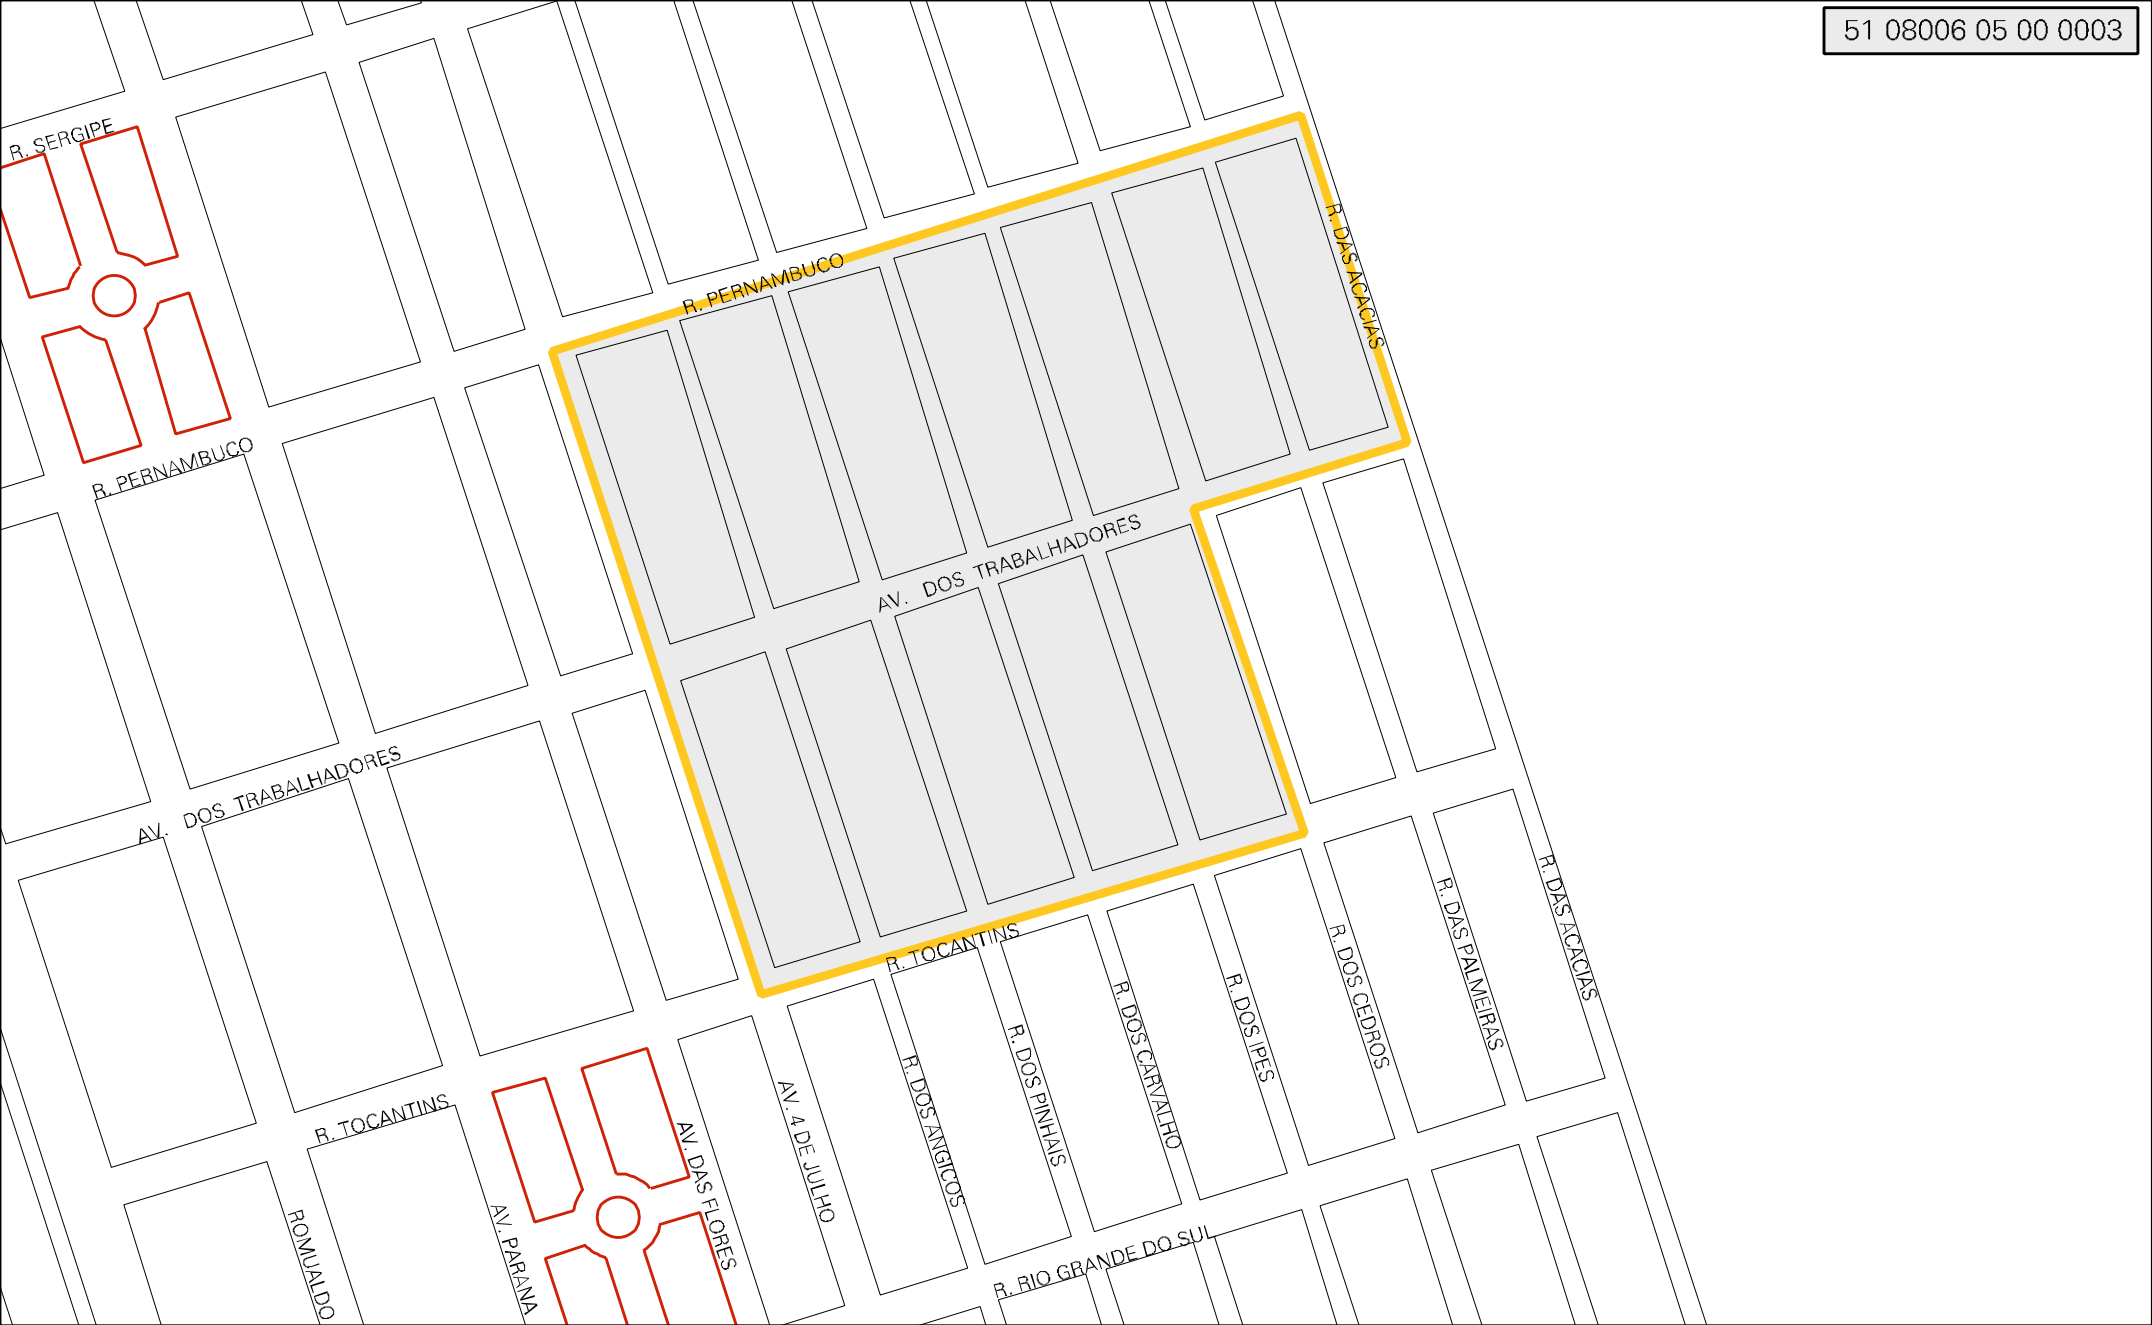 51 08006 05 00 0003
R. SERGIPE
R. PERNAMBUCO
R. DAS ACACIAS
R. PERNAMBUCO
AV. DOS TRABALHADORES
AV. DOS TRABALHADORES
R. TOCANTINS
R. DAS ACACIAS
R. DAS PALMEIRAS
R. DOS CEDROS
R. DOS IPES
R. DOS CARVALHO
R. DOS PINHAIS
R. DOS ANGICOS
AV. 4 DE JULHO
R. TOCANTINS
AV. DAS FLORES
AV. PARANA
ROMUALDO
R. RIO GRANDE DO SUL